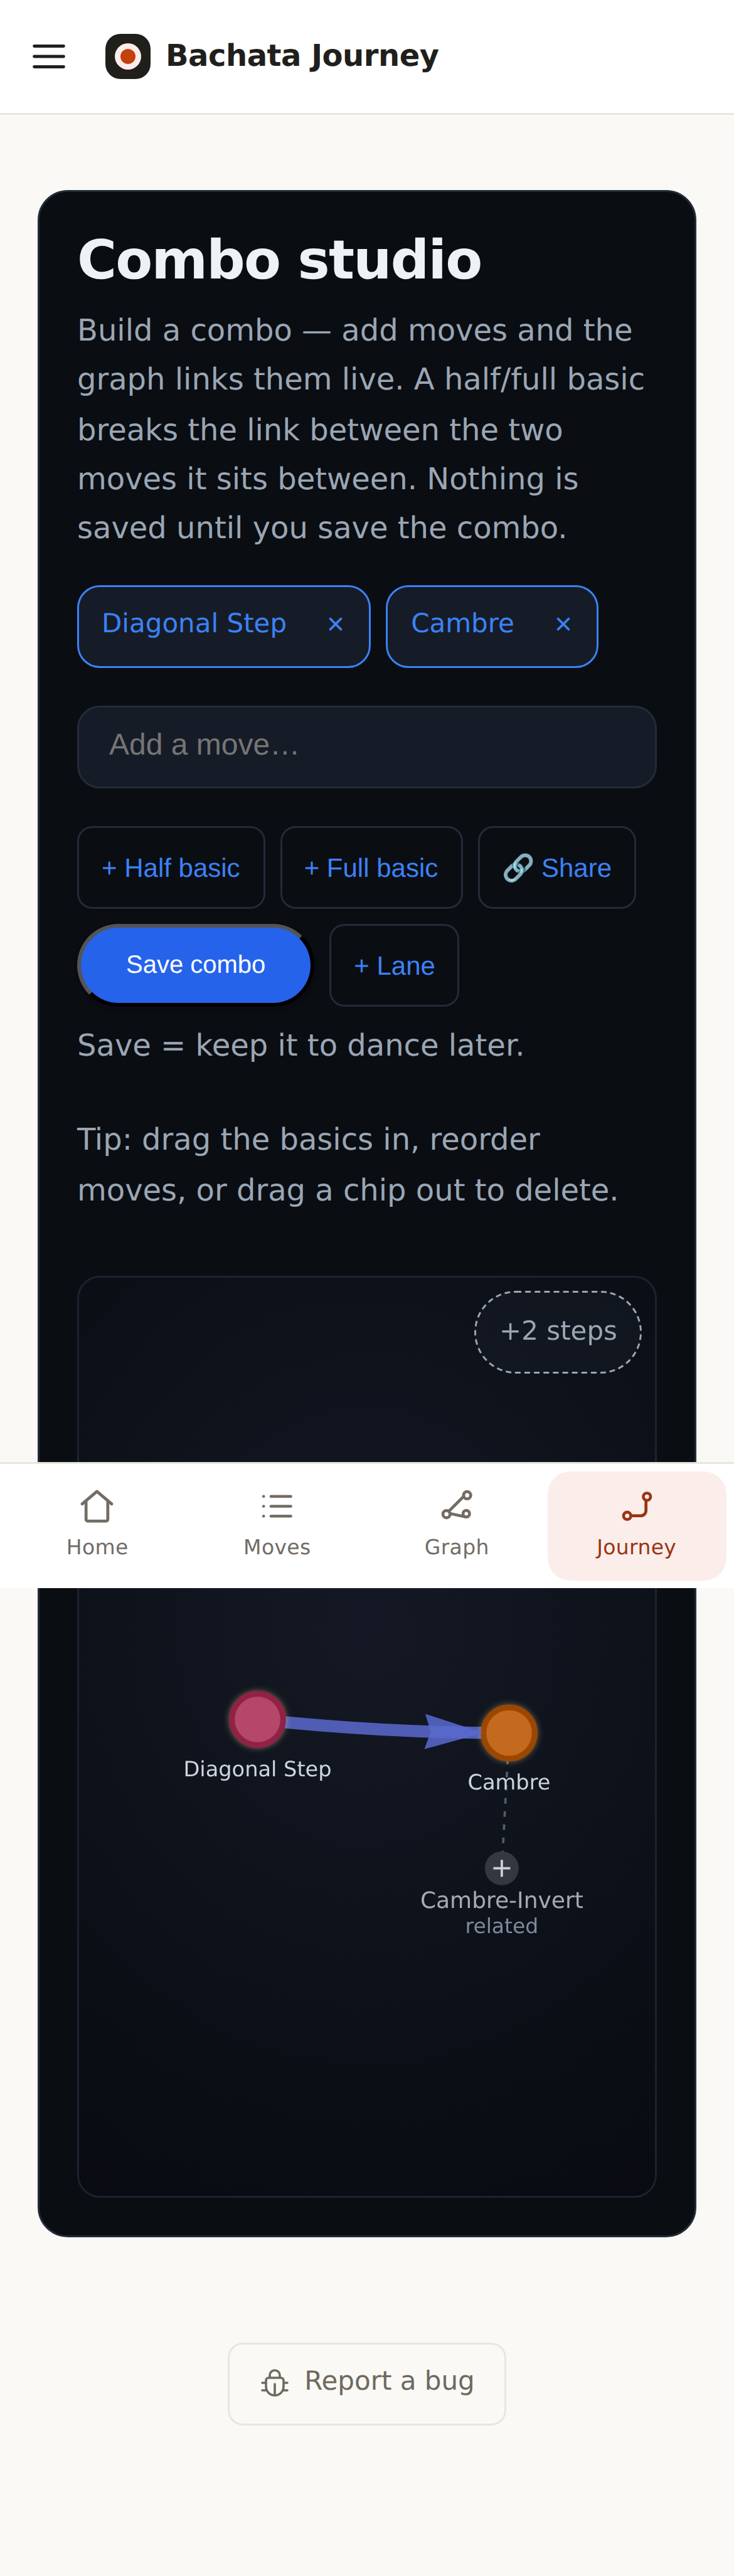 Bachata Journey
Combo studio
Build a combo — add moves and the
graph links them live. A half/full basic
breaks the link between the two
moves it sits between. Nothing is
saved until you save the combo.
Diagonal Step ×
Cambre ×
Add a move…
+ Half basic
+ Full basic
🔗 Share
Save combo
+ Lane
Save = keep it to dance later.
Tip: drag the basics in, reorder
moves, or drag a chip out to delete.
+2 steps
Home
Moves
Graph
Journey
Diagonal Step
Cambre
+
Cambre-Invert
related
Report a bug